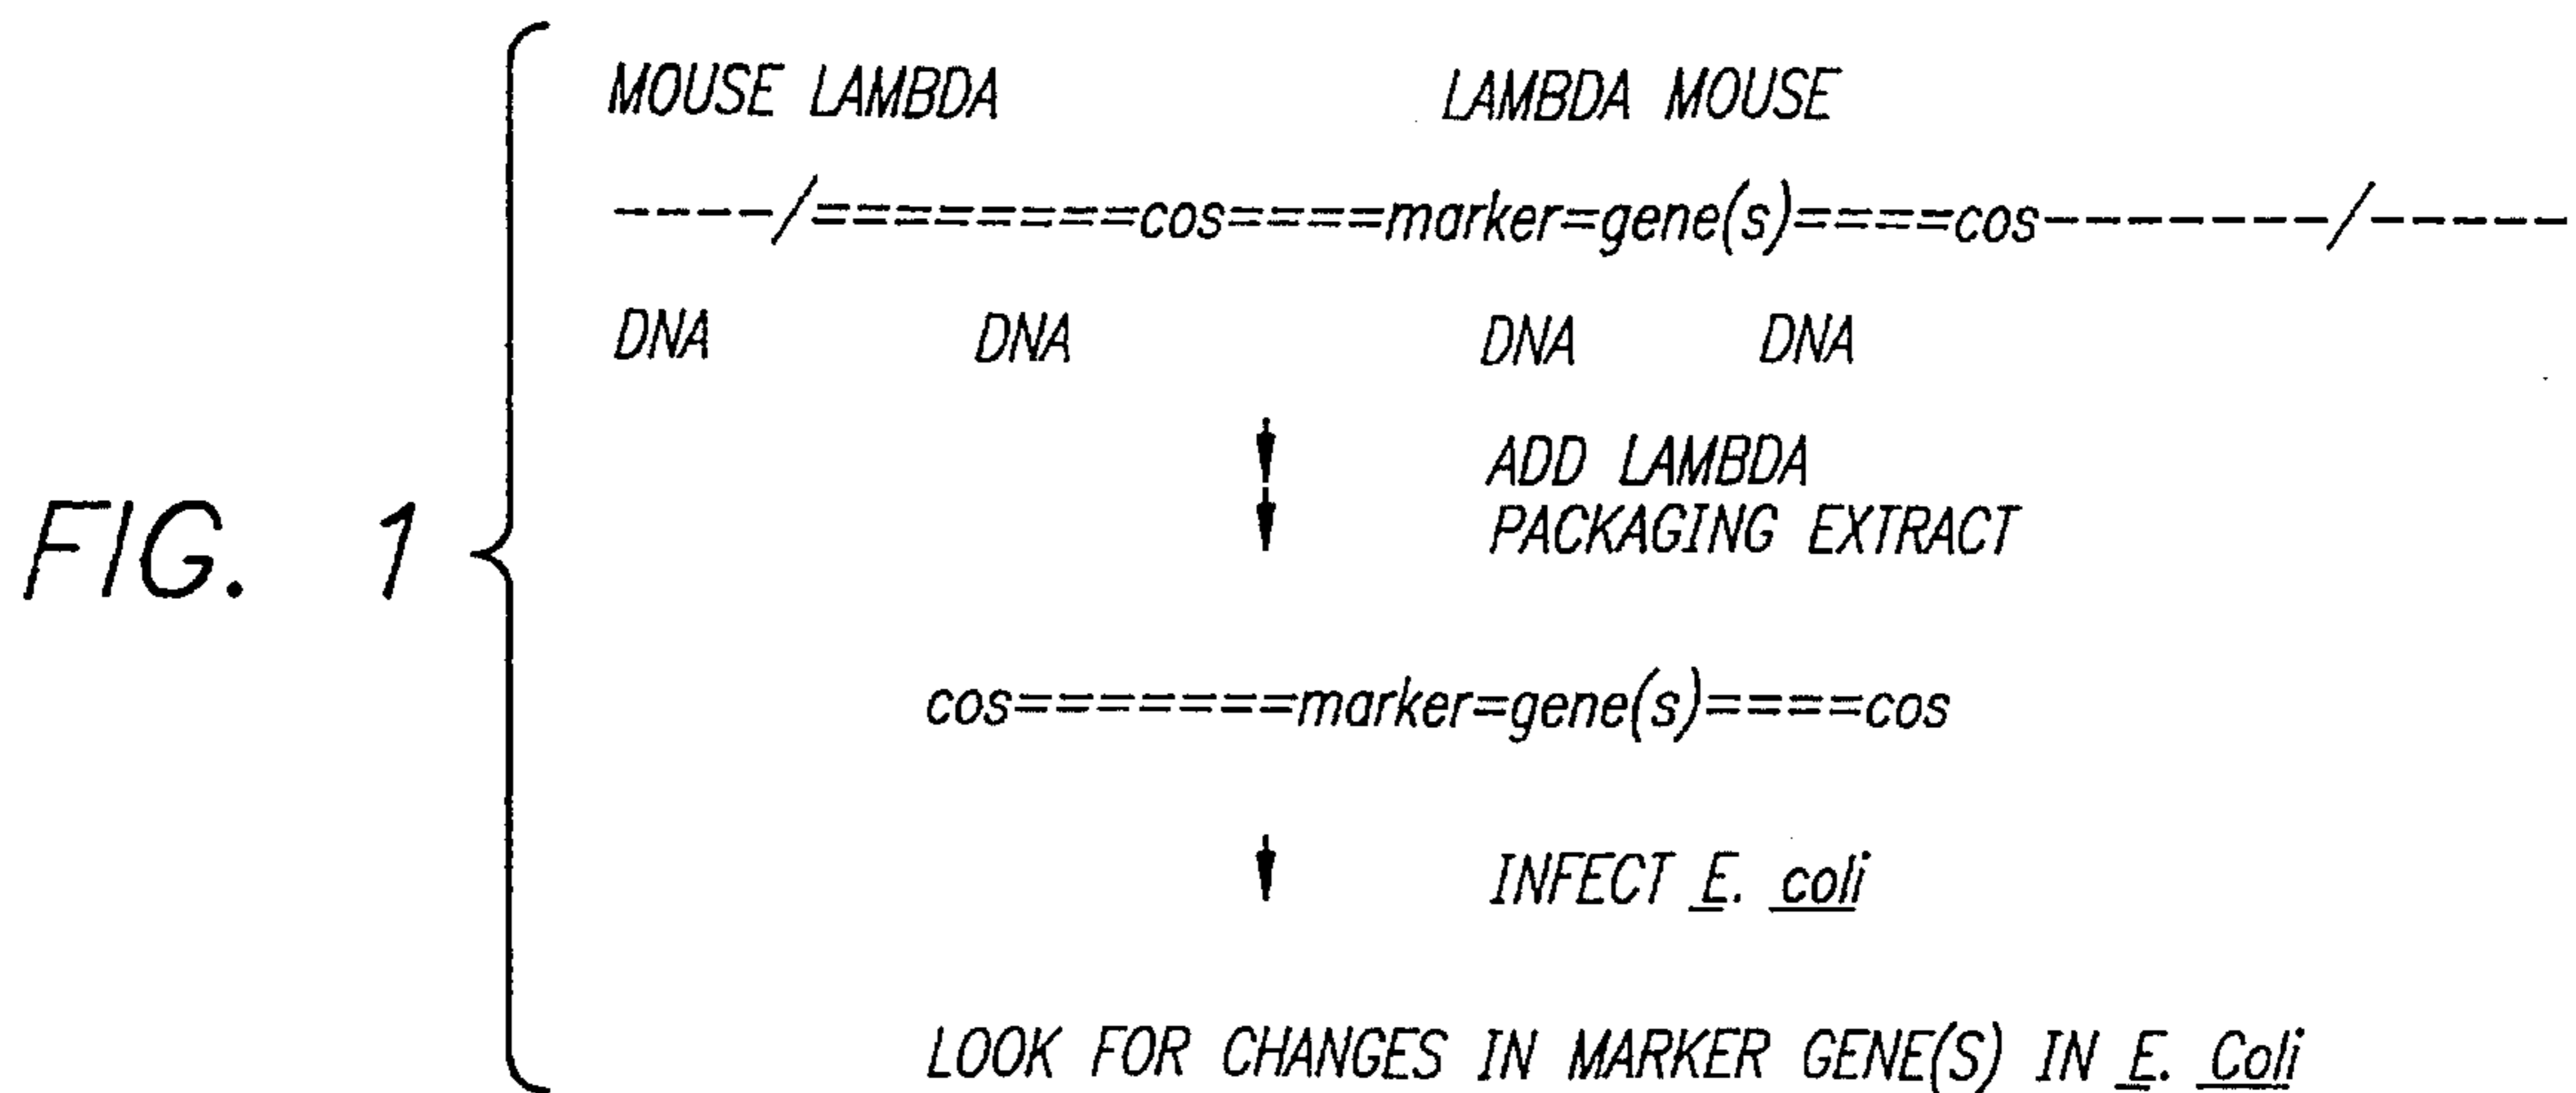 MOUSE LAMBDA LAMBDA MOUSE
----/========cos====marker=gene(s)====cos-------/-----
DNA DNA DNA DNA
ADD LAMBDA
PACKAGING EXTRACT
FIG. 1
cos=======marker=gene(s)====cos
INFECT E. coli
LOOK FOR CHANGES IN MARKER GENE(S) IN E. Coli